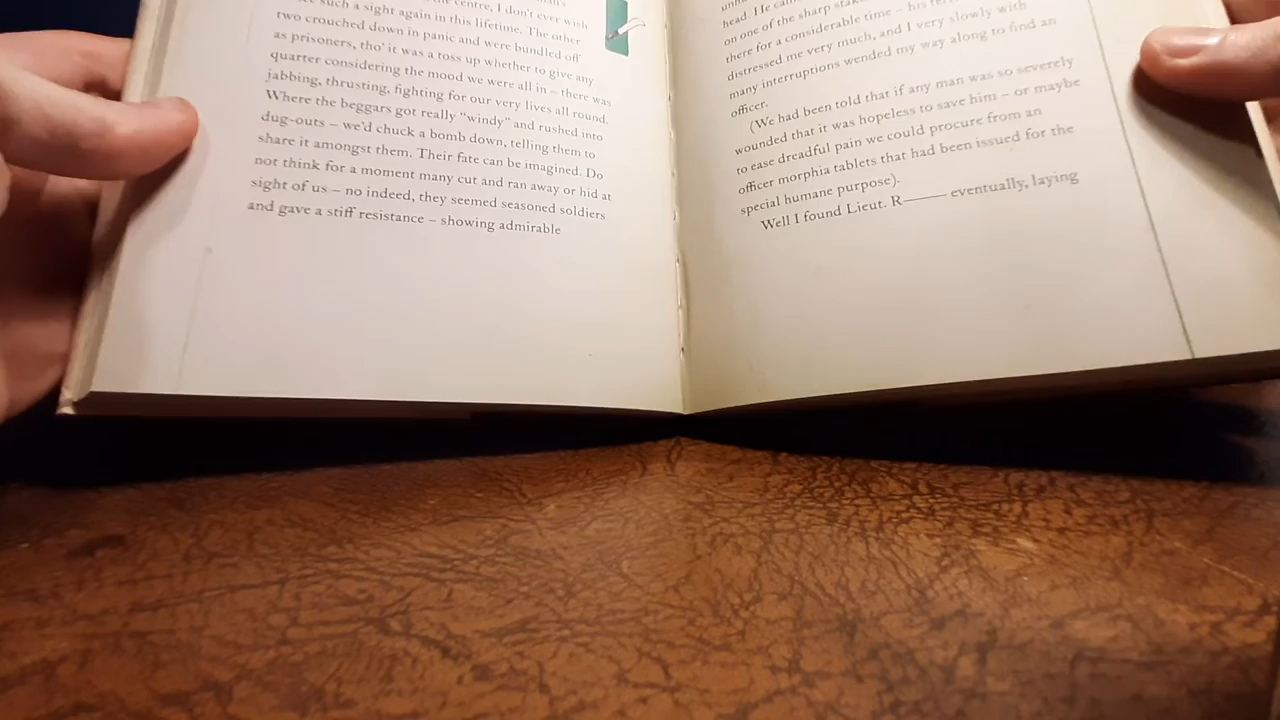 such a sight again in this lifetime. The other
two crouched down in panic and were bundled off
as prisoners, tho' it was a toss up whether to give any
quarter considering the mood we were all in – there was
jabbing, thrusting, fighting for our very lives all round.
Where the beggars got really "windy" and rushed into
dug-outs – we'd chuck a bomb down, telling them to
share it amongst them. Their fate can be imagined. Do
not think for a moment many cut and ran away or hid at
sight of us – no indeed, they seemed seasoned soldiers
and gave a stiff resistance – showing admirable
head. He
on one of the sharp
there for a considerable time – his
distressed me very much, and I very slowly with
many interruptions wended my way along to find an
officer.
(We had been told that if any man was so severely
wounded that it was hopeless to save him – or maybe
to ease dreadful pain we could procure from an
officer morphia tablets that had been issued for the
special humane purpose).
Well I found Lieut. R—— eventually, laying